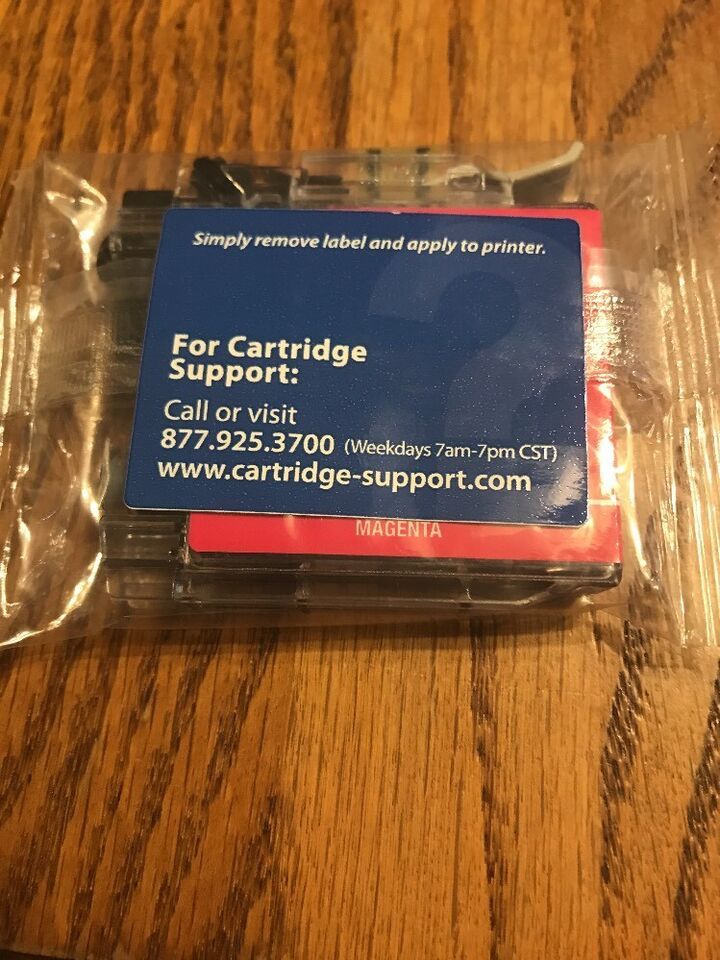 Simply remove label and apply to printer.
For Cartridge
Support:
Call or visit
877.925.3700 (Weekdays 7am-7pm CST)
www.cartridge-support.com
MAGENTA